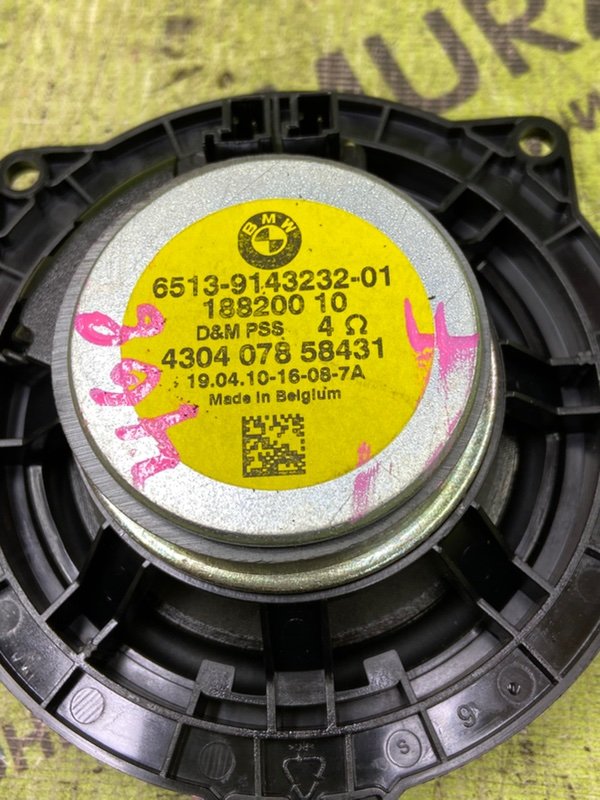 MURO
BMW
6513-9143232-01
188200 10
D&M PSS 4 Ω
4304 078 58431
19.04.10-16-08-7A
Made In Belgium
S